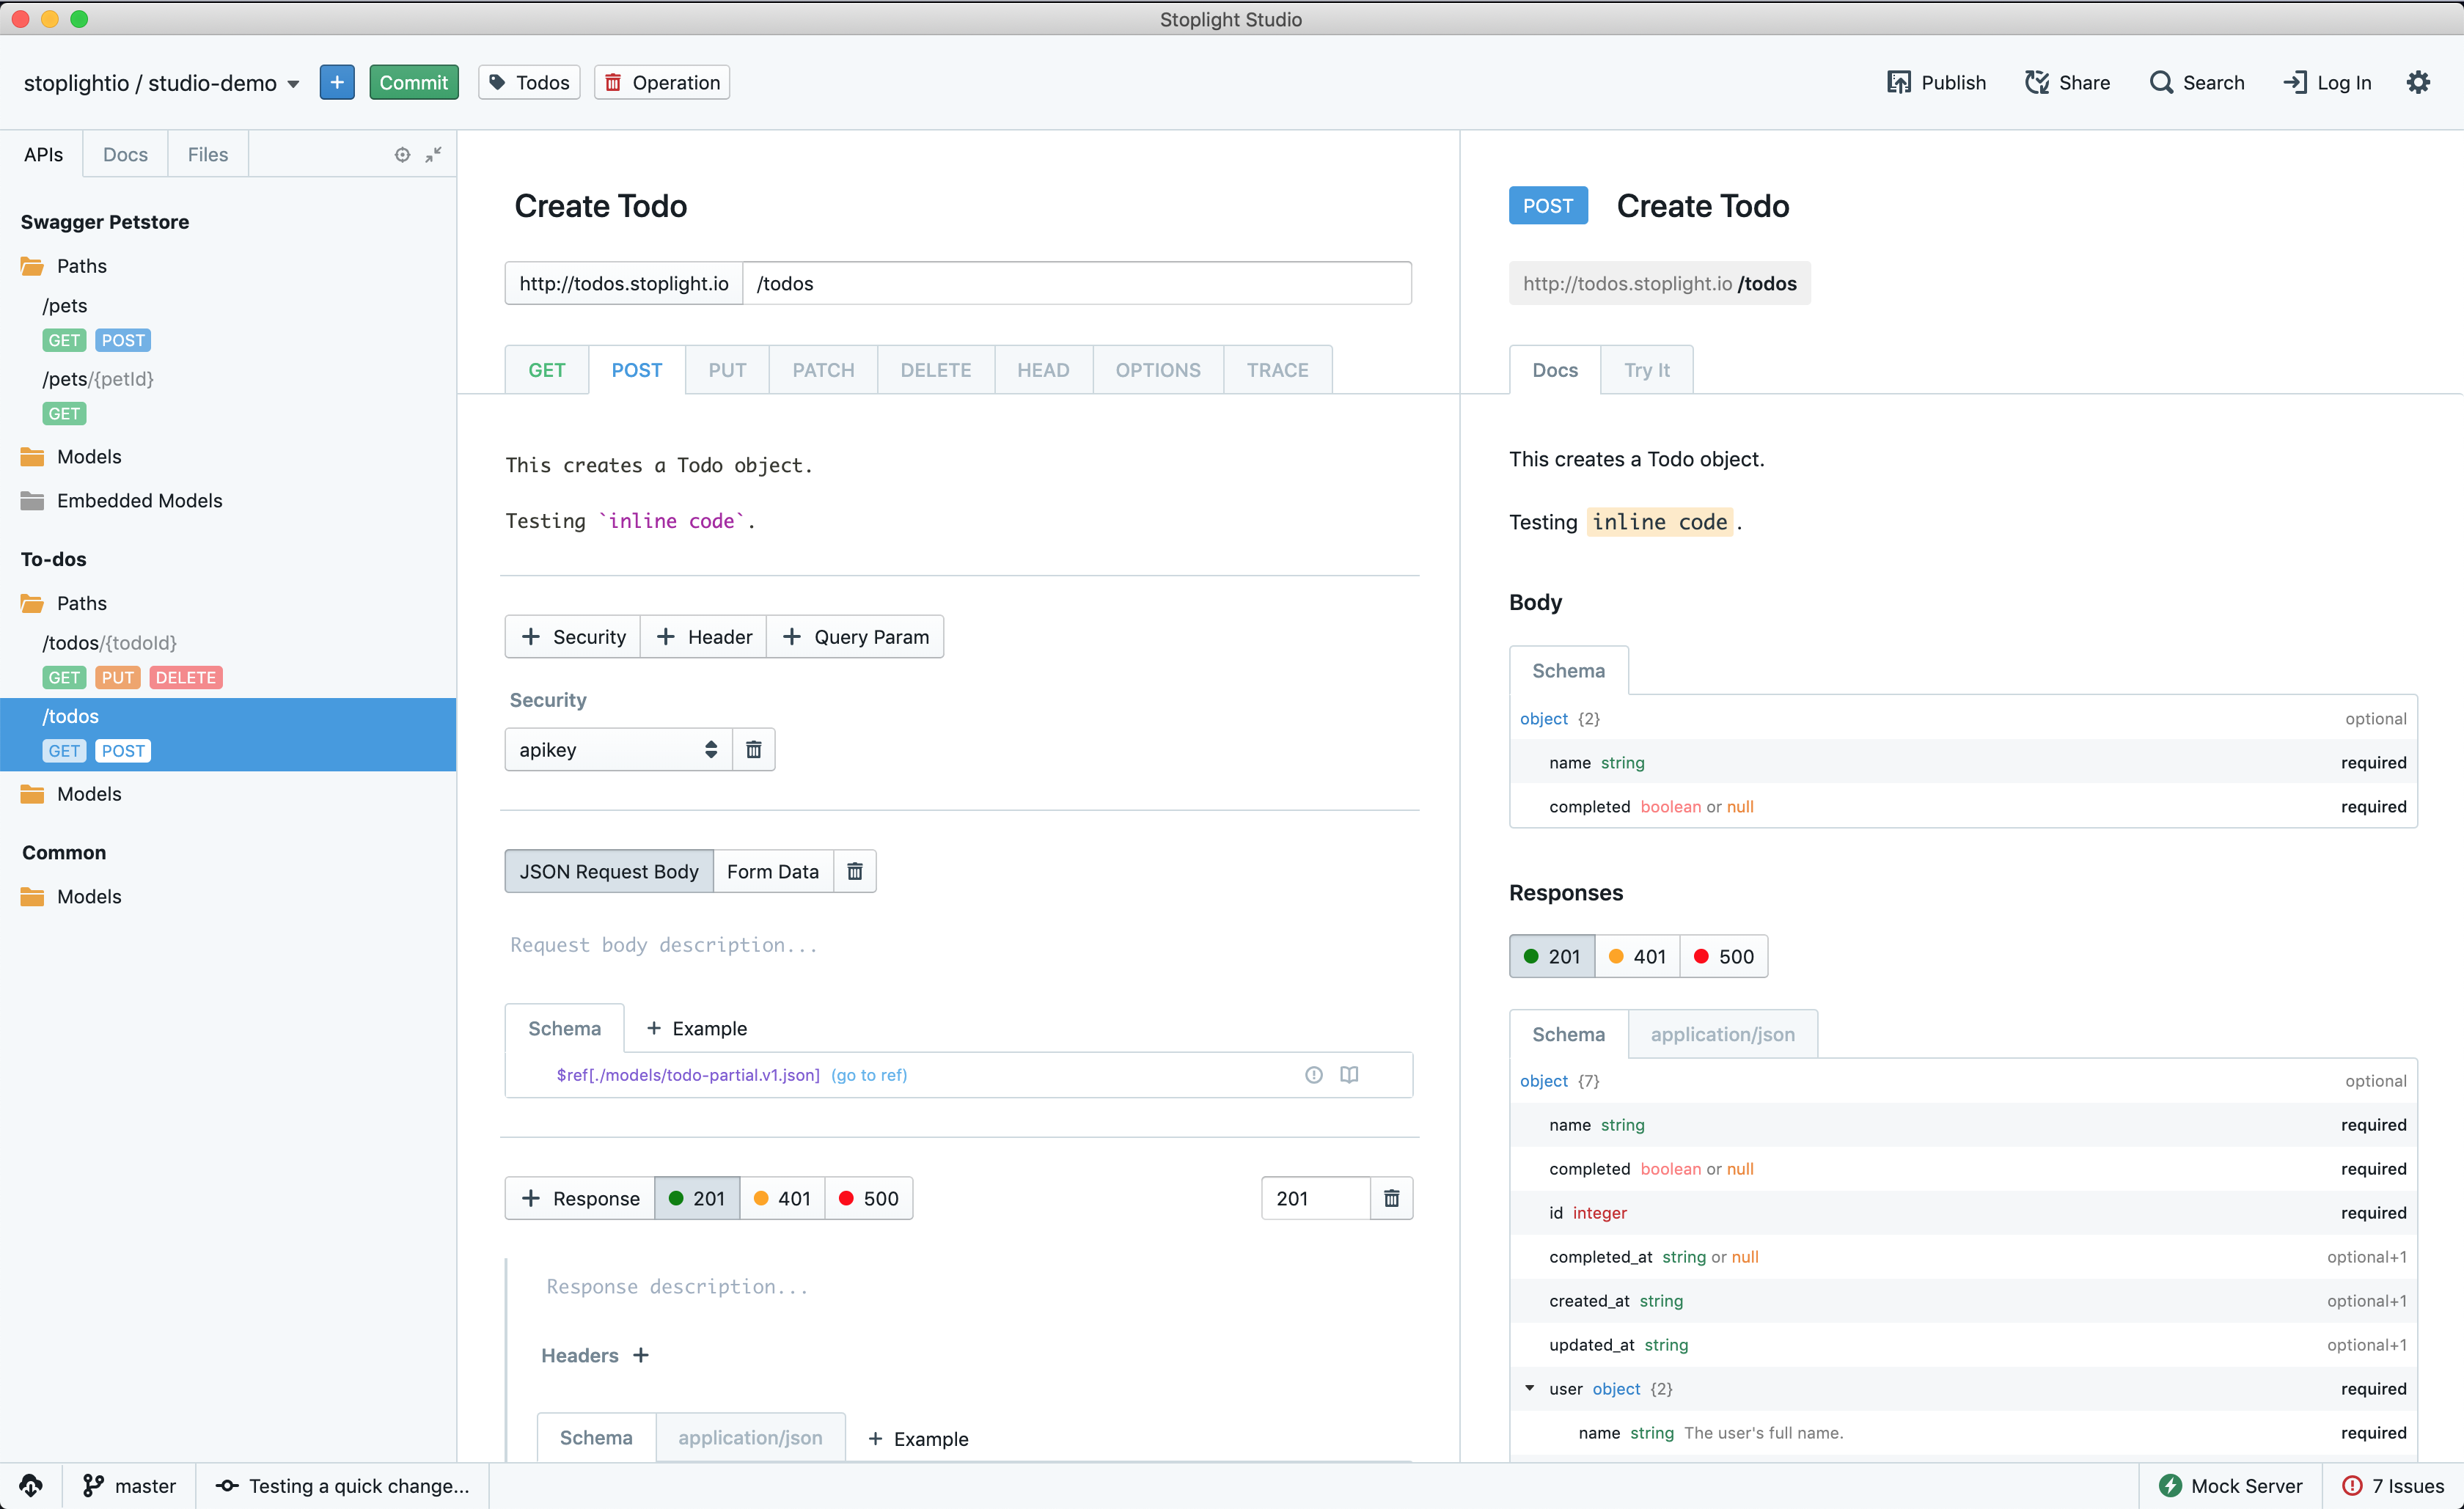 Stoplight Studio
stoplightio / studio-demo
+
Commit
Todos
Operation
Publish
Share
Search
Log In
APIs
Docs
Files
Swagger Petstore
Paths
/pets
GET POST
/pets/{petId}
GET
Models
Embedded Models
To-dos
Paths
/todos/{todoId}
GET PUT DELETE
/todos
GET POST
Models
Common
Models
Create Todo
http://todos.stoplight.io /todos
GET POST PUT PATCH DELETE HEAD OPTIONS TRACE
This creates a Todo object.
Testing `inline code`.
+ Security + Header + Query Param
Security
apikey
JSON Request Body Form Data
Request body description...
Schema + Example
$ref[./models/todo-partial.v1.json] (go to ref)
+ Response 201 401 500 201
Response description...
Headers +
Schema application/json + Example
POST Create Todo
http://todos.stoplight.io /todos
Docs Try It
This creates a Todo object.
Testing inline code .
Body
Schema
object {2} optional
name string required
completed boolean or null required
Responses
201 401 500
Schema application/json
object {7} optional
name string required
completed boolean or null required
id integer required
completed_at string or null optional+1
created_at string optional+1
updated_at string optional+1
user object {2} required
name string The user's full name. required
master
Testing a quick change...
Mock Server
7 Issues